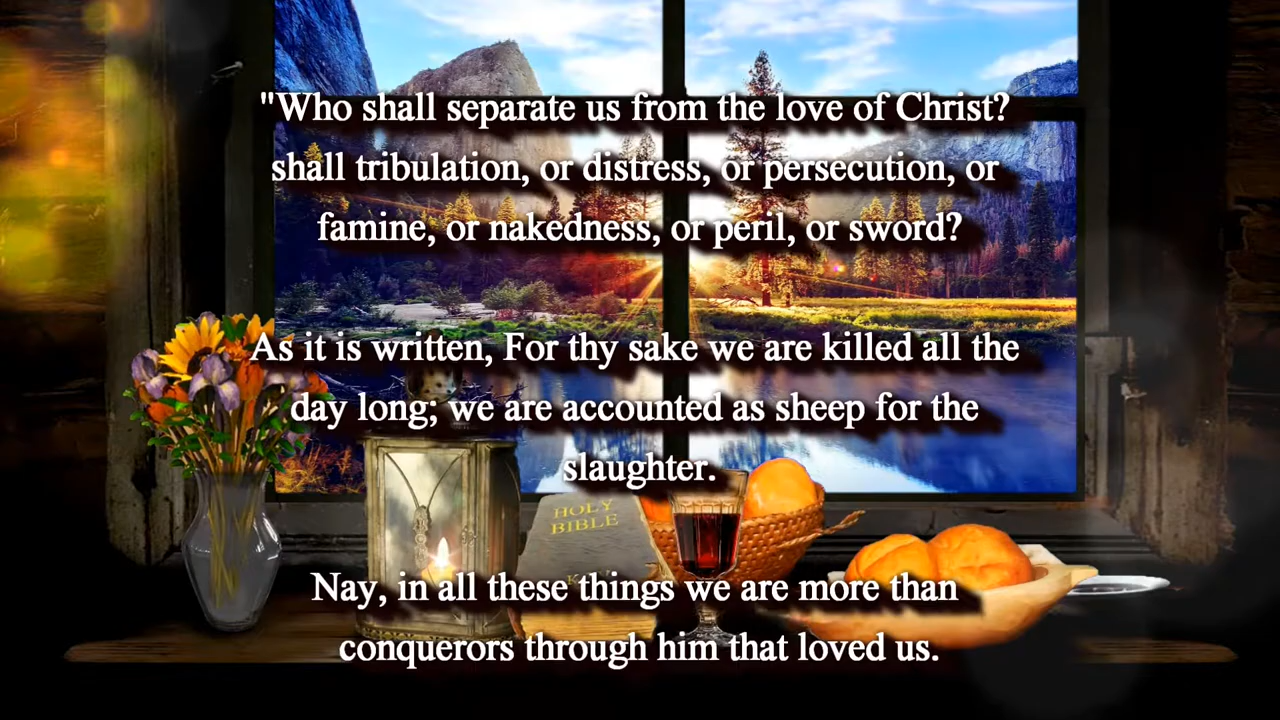 "Who shall separate us from the love of Christ?
shall tribulation, or distress, or persecution, or
famine, or nakedness, or peril, or sword?
As it is written, For thy sake we are killed all the
day long; we are accounted as sheep for the
slaughter.
HOLY
BIBLE
Nay, in all these things we are more than
conquerors through him that loved us.